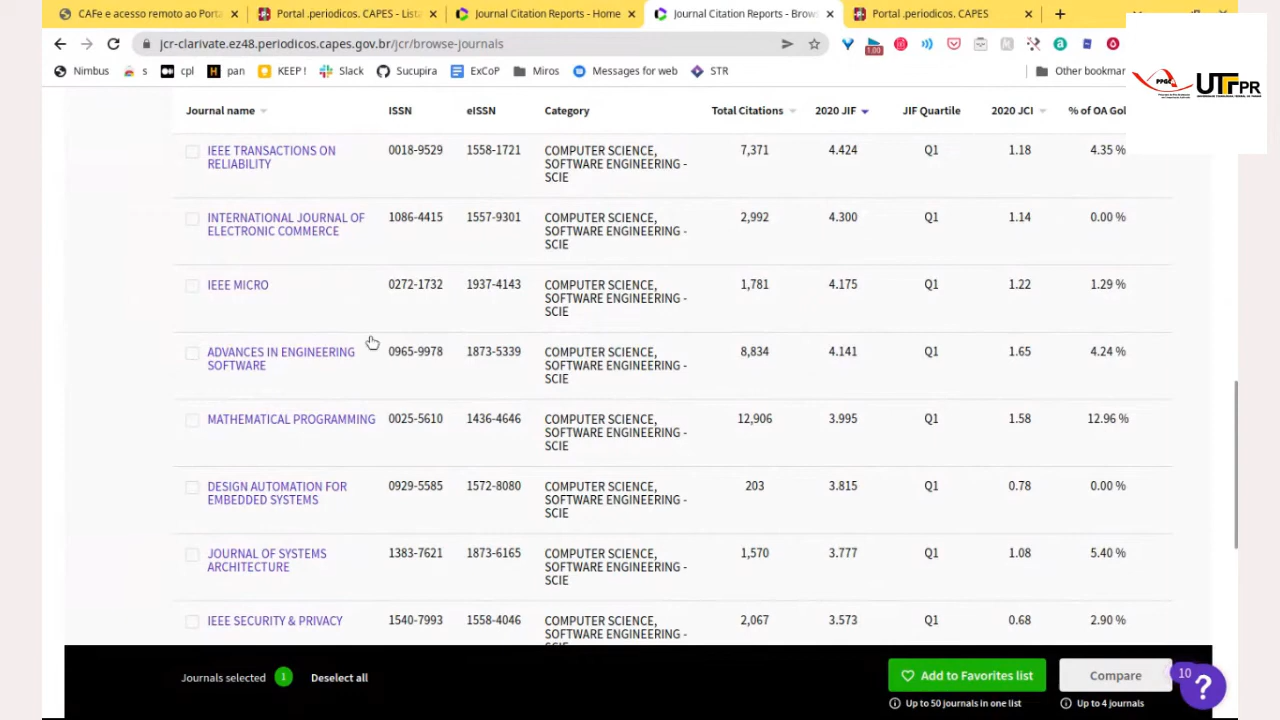 CAFe e acesso remoto ao Porta
Portal .periodicos. CAPES - Lista
Journal Citation Reports - Home
Journal Citation Reports - Brows
Portal .periodicos. CAPES
jcr-clarivate.ez48.periodicos.capes.gov.br/jcr/browse-journals
1,00
Nimbus
s
cpl
pan
KEEP !
Slack
Sucupira
ExCoP
Miros
Messages for web
STR
Other bookmar
UTFPR
Journal name
ISSN
eISSN
Category
Total Citations
2020 JIF
JIF Quartile
2020 JCI
% of OA Gol
IEEE TRANSACTIONS ON RELIABILITY 0018-9529 1558-1721 COMPUTER SCIENCE, SOFTWARE ENGINEERING - SCIE 7,371 4.424 Q1 1.18 4.35 %
INTERNATIONAL JOURNAL OF ELECTRONIC COMMERCE 1086-4415 1557-9301 COMPUTER SCIENCE, SOFTWARE ENGINEERING - SCIE 2,992 4.300 Q1 1.14 0.00 %
IEEE MICRO 0272-1732 1937-4143 COMPUTER SCIENCE, SOFTWARE ENGINEERING - SCIE 1,781 4.175 Q1 1.22 1.29 %
ADVANCES IN ENGINEERING SOFTWARE 0965-9978 1873-5339 COMPUTER SCIENCE, SOFTWARE ENGINEERING - SCIE 8,834 4.141 Q1 1.65 4.24 %
MATHEMATICAL PROGRAMMING 0025-5610 1436-4646 COMPUTER SCIENCE, SOFTWARE ENGINEERING - SCIE 12,906 3.995 Q1 1.58 12.96 %
DESIGN AUTOMATION FOR EMBEDDED SYSTEMS 0929-5585 1572-8080 COMPUTER SCIENCE, SOFTWARE ENGINEERING - SCIE 203 3.815 Q1 0.78 0.00 %
JOURNAL OF SYSTEMS ARCHITECTURE 1383-7621 1873-6165 COMPUTER SCIENCE, SOFTWARE ENGINEERING - SCIE 1,570 3.777 Q1 1.08 5.40 %
IEEE SECURITY & PRIVACY 1540-7993 1558-4046 COMPUTER SCIENCE, SOFTWARE ENGINEERING - 2,067 3.573 Q1 0.68 2.90 %
Journals selected 1 Deselect all
Add to Favorites list
Compare
10
?
Up to 50 journals in one list
Up to 4 journals